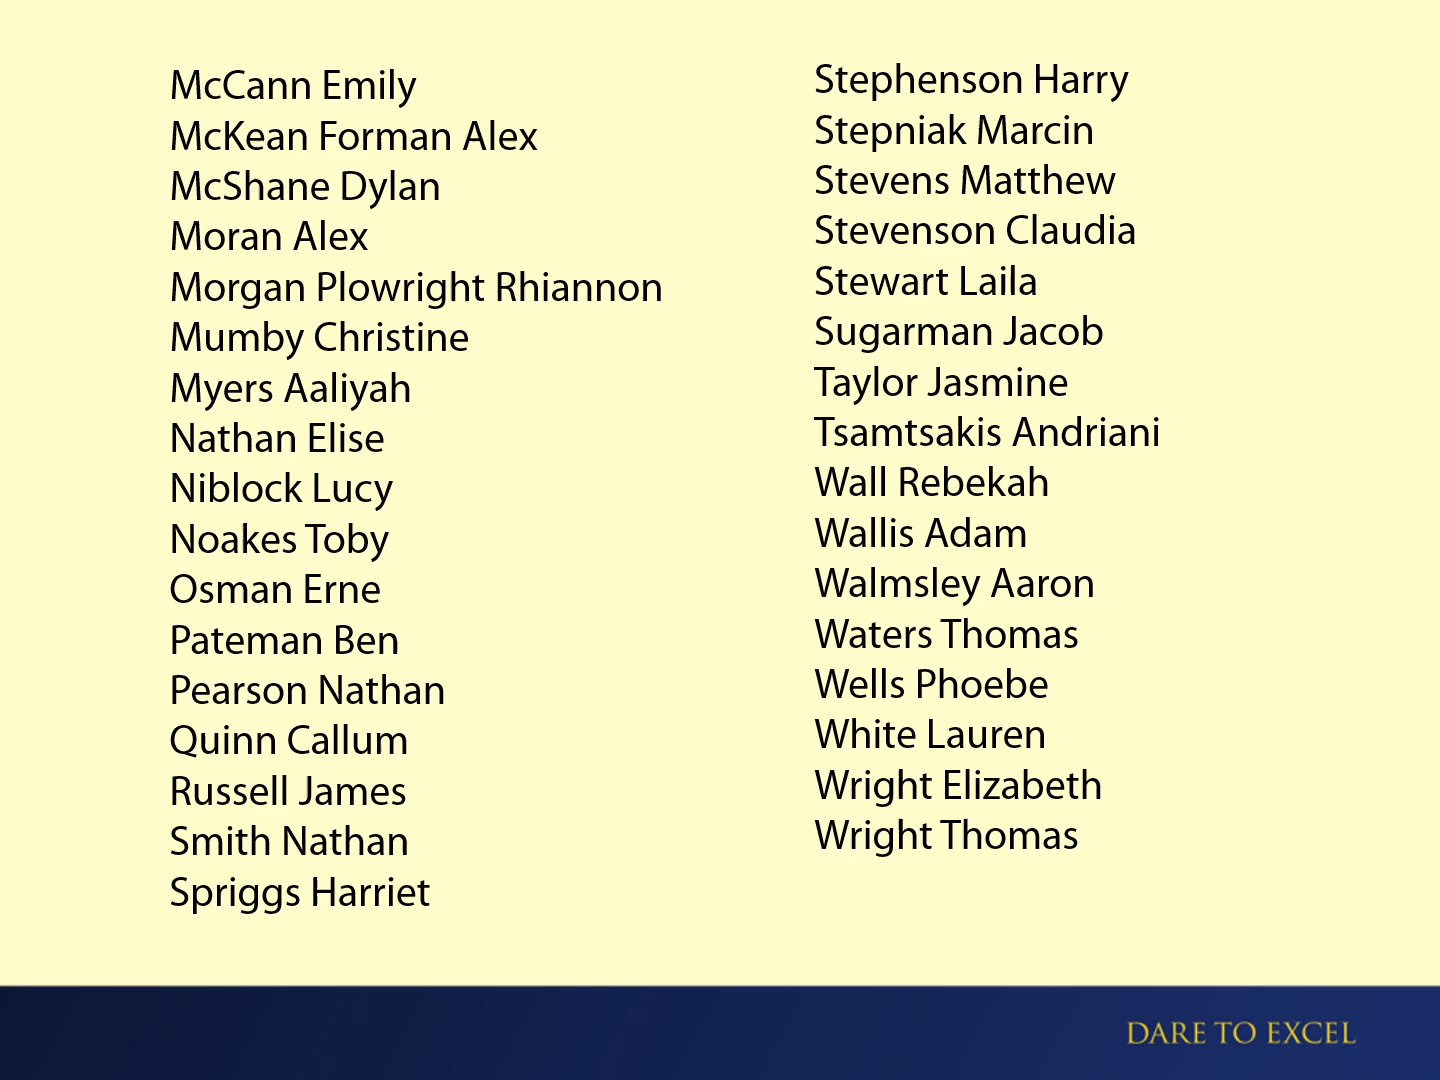 McCann Emily
McKean Forman Alex
McShane Dylan
Moran Alex
Morgan Plowright Rhiannon
Mumby Christine
Myers Aaliyah
Nathan Elise
Niblock Lucy
Noakes Toby
Osman Erne
Pateman Ben
Pearson Nathan
Quinn Callum
Russell James
Smith Nathan
Spriggs Harriet
Stephenson Harry
Stepniak Marcin
Stevens Matthew
Stevenson Claudia
Stewart Laila
Sugarman Jacob
Taylor Jasmine
Tsamtsakis Andriani
Wall Rebekah
Wallis Adam
Walmsley Aaron
Waters Thomas
Wells Phoebe
White Lauren
Wright Elizabeth
Wright Thomas
DARE TO EXCEL